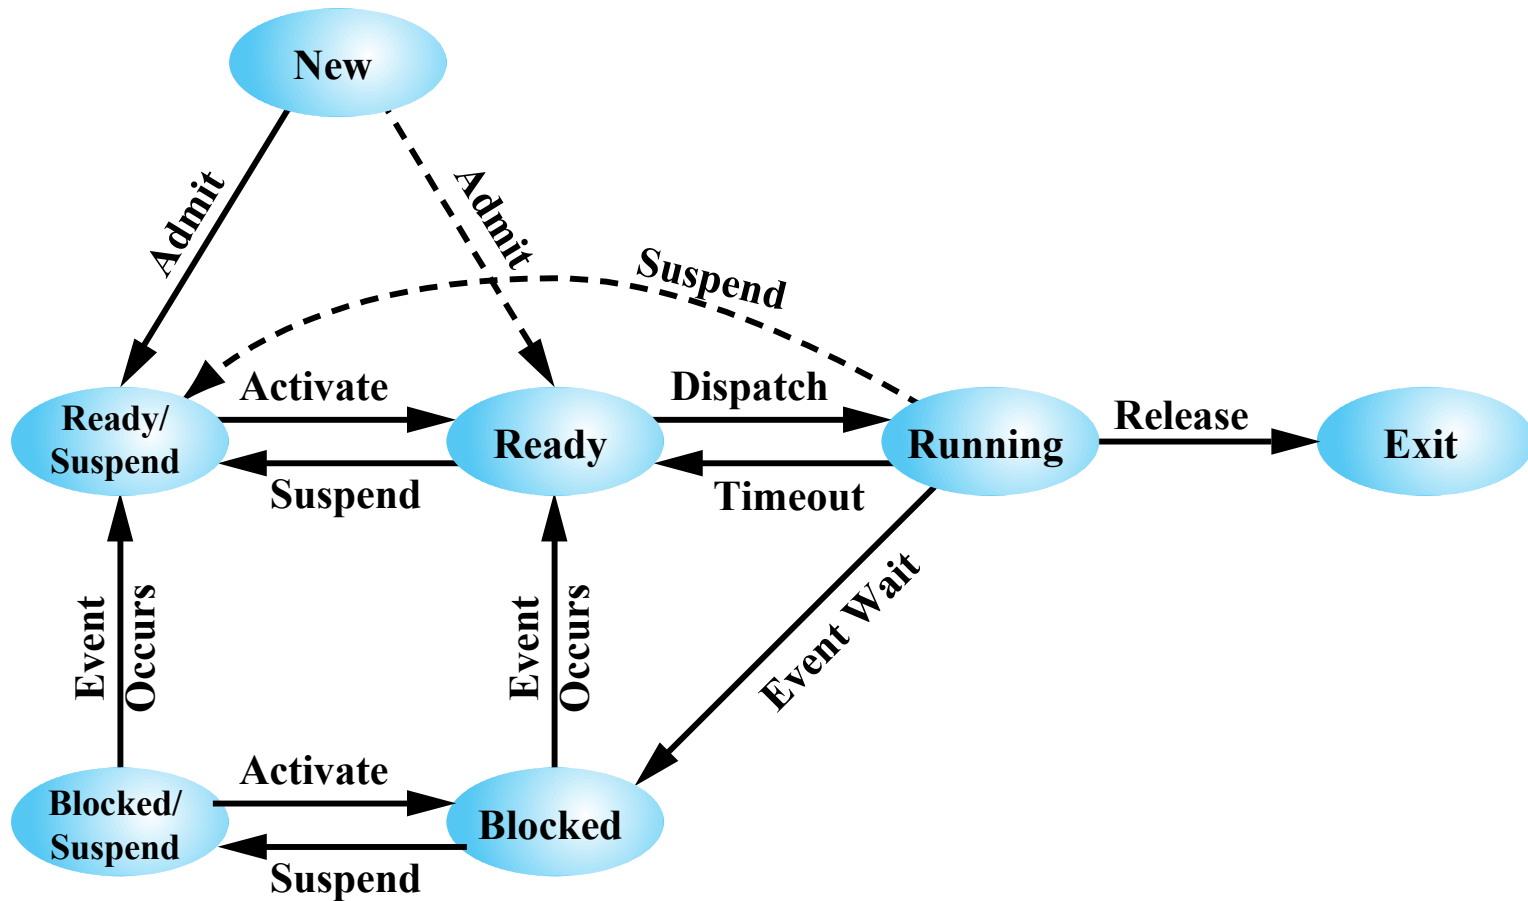 New
Admit
Admit
Suspend
Activate
Dispatch
Release
Ready/
Suspend
Ready
Running
Exit
Suspend
Timeout
Event
Occurs
Event
Occurs
Event Wait
Activate
Blocked/
Suspend
Blocked
Suspend